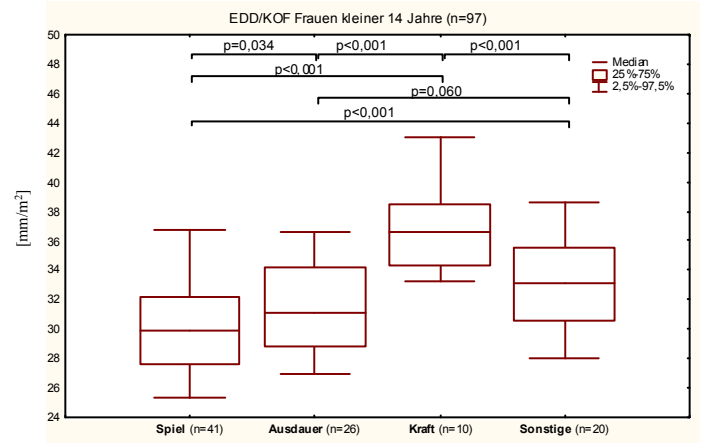 EDD/KOF Frauen kleiner 14 Jahre (n=97)
50
48
46
44
42
40
38
36
34
32
30
28
26
24
[mm/m²]
p=0,034
p<0,001
p<0,001
p<0,001
p=0,060
p<0,001
Median
25%-75%
2,5%-97,5%
Spiel (n=41)
Ausdauer (n=26)
Kraft (n=10)
Sonstige (n=20)